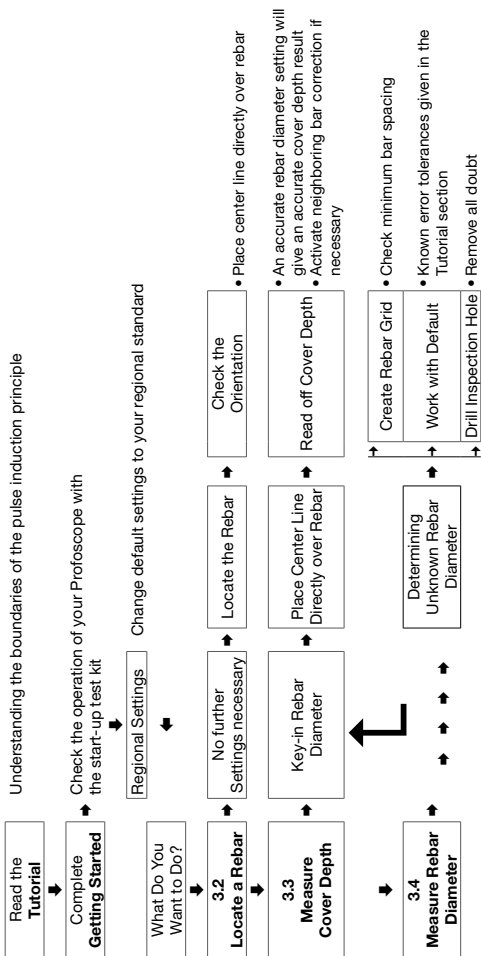 Read the
Tutorial
Understanding the boundaries of the pulse induction principle
Complete
Getting Started
Check the operation of your Profoscope with
the start-up test kit
Regional Settings
Change default settings to your regional standard
What Do You
Want to Do?
3.2
Locate a Rebar
No further
Settings necessary
Locate the Rebar
Check the
Orientation
• Place center line directly over rebar
3.3
Measure
Cover Depth
Key-in Rebar
Diameter
Place Center Line
Directly over Rebar
Read off Cover Depth
• An accurate rebar diameter setting will
give an accurate cover depth result
• Activate neighboring bar correction if
necessary
3.4
Measure Rebar
Diameter
Determining
Unknown Rebar
Diameter
Create Rebar Grid
• Check minimum bar spacing
Work with Default
• Known error tolerances given in the
Tutorial section
Drill Inspection Hole
• Remove all doubt